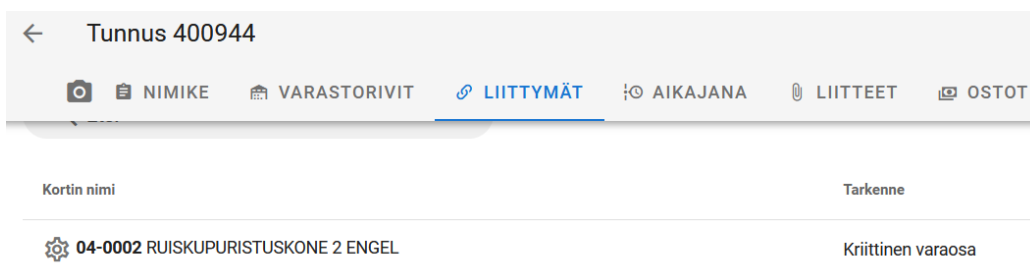 Tunnus 400944
NIMIKE VARASTORIVIT LIITTYMÄT AIKAJANA LIITTEET OSTOT
Kortin nimi Tarkenne
04-0002 RUISKUPURISTUSKONE 2 ENGEL Kriittinen varaosa